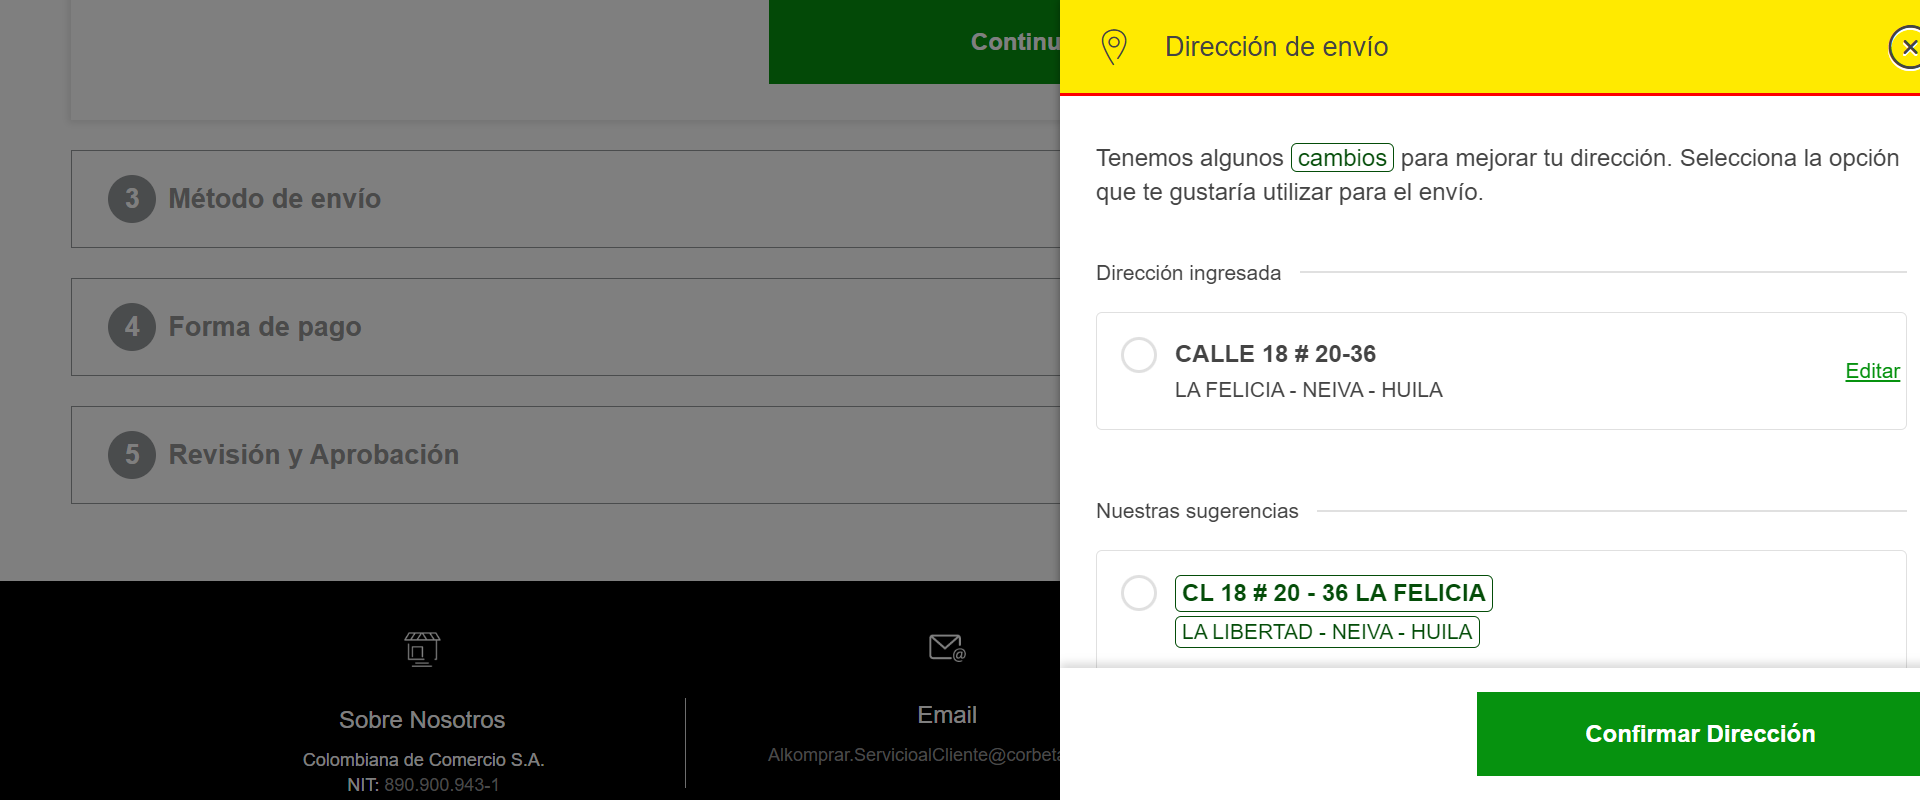 Continu
3 Método de envío
4 Forma de pago
5 Revisión y Aprobación
Sobre Nosotros
Colombiana de Comercio S.A.
NIT: 890.900.943-1
Email
Alkomprar.ServicioalCliente@corbeta
Dirección de envío
Tenemos algunos cambios para mejorar tu dirección. Selecciona la opción
que te gustaría utilizar para el envío.
Dirección ingresada
CALLE 18 # 20-36
LA FELICIA - NEIVA - HUILA
Editar
Nuestras sugerencias
CL 18 # 20 - 36 LA FELICIA
LA LIBERTAD - NEIVA - HUILA
Confirmar Dirección